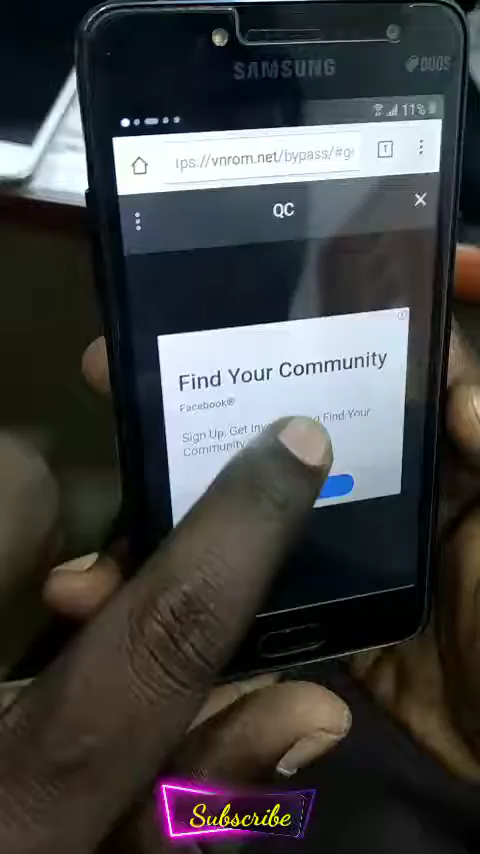 SAMSUNG
DUOS
11%
tps://vnrom.net/bypass/#g
1
QC
Find Your Community
Facebook®
Sign Up, Get Find Your
Community
Subscribe